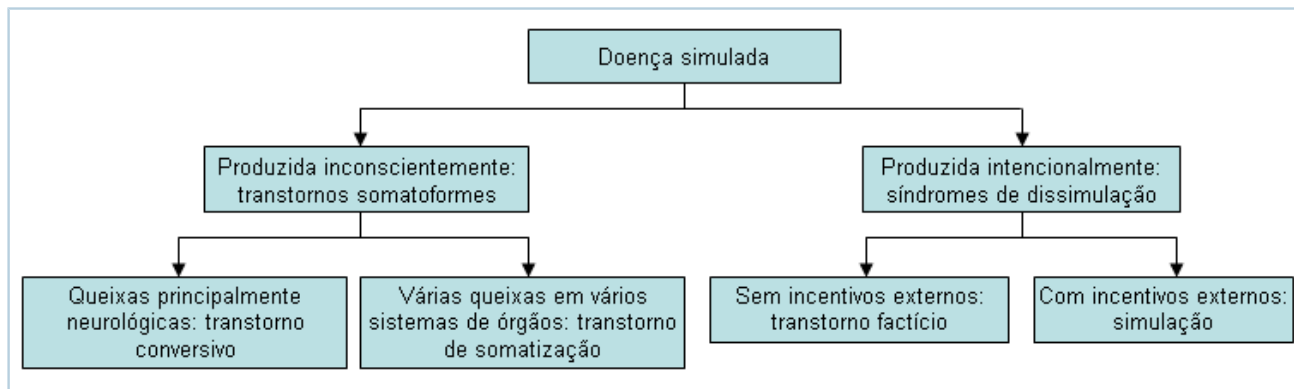 Doença simulada
Produzida inconscientemente:
transtornos somatoformes
Produzida intencionalmente:
síndromes de dissimulação
Queixas principalmente
neurológicas: transtorno
conversivo
Várias queixas em vários
sistemas de órgãos: transtorno
de somatização
Sem incentivos externos:
transtorno factício
Com incentivos externos:
simulação